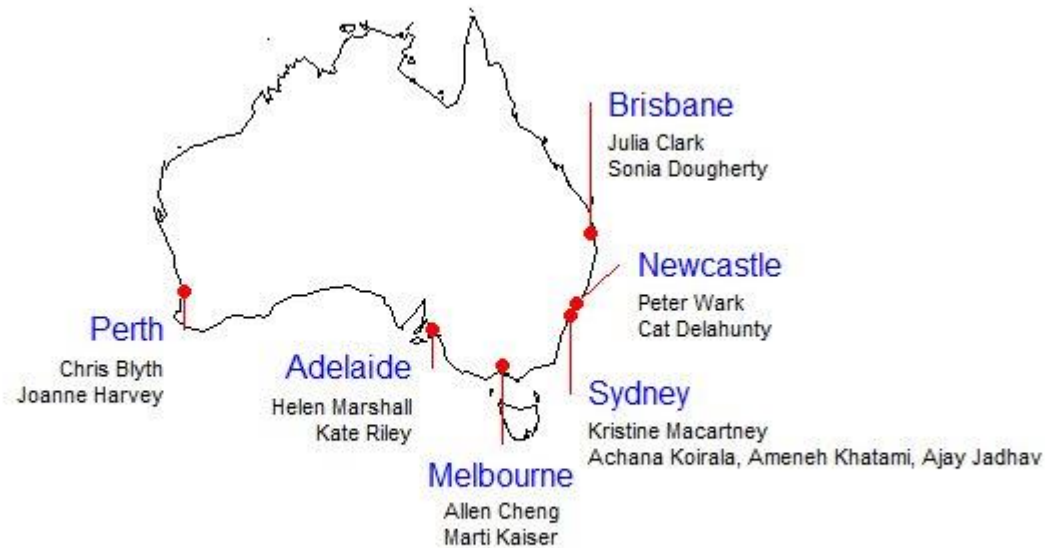 Brisbane
Julia Clark
Sonia Dougherty
Newcastle
Peter Wark
Cat Delahunty
Perth
Chris Blyth
Joanne Harvey
Adelaide
Helen Marshall
Kate Riley
Sydney
Kristine Macartney
Achana Koirala, Ameneh Khatami, Ajay Jadhav
Melbourne
Allen Cheng
Marti Kaiser